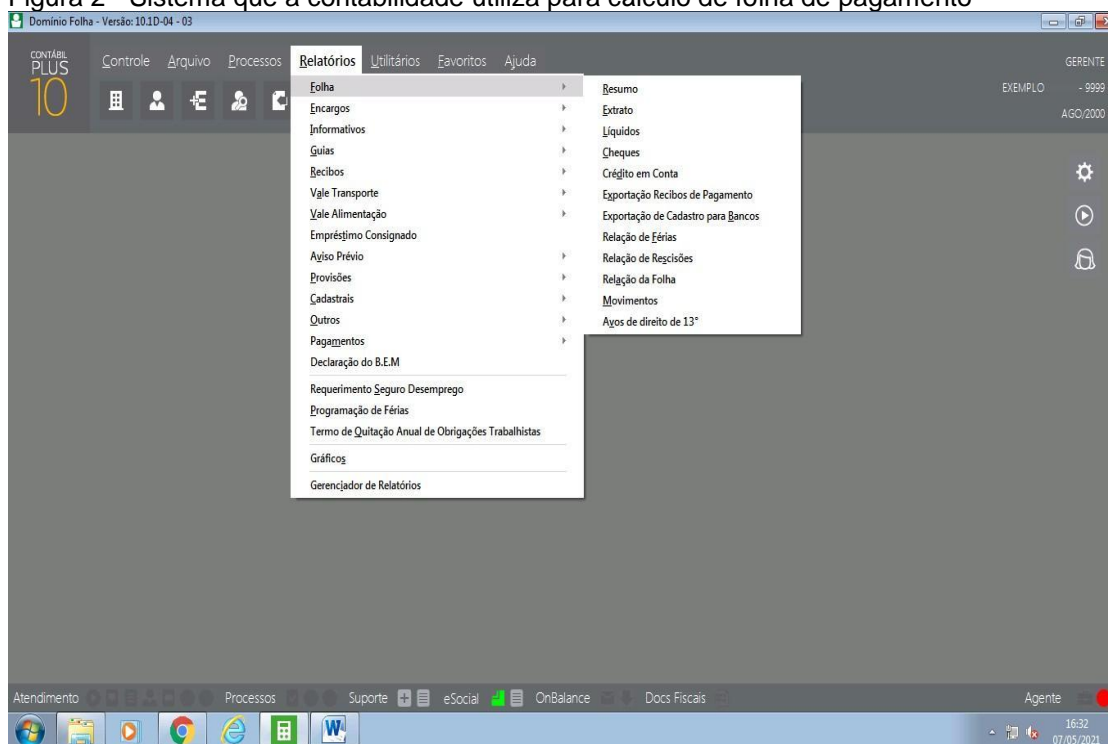 Figura 2 - Sistema que a contabilidade utiliza para cálculo de folha de pagamento
Domínio Folha - Versão: 10.1D-04 - 03
CONTÁBIL
PLUS
10
Controle Arquivo Processos Relatórios Utilitários Favoritos Ajuda
GERENTE
EXEMPLO - 9999
AGO/2000
Folha
Encargos
Informativos
Guias
Recibos
Vale Transporte
Vale Alimentação
Empréstimo Consignado
Aviso Prévio
Provisões
Cadastrais
Outros
Pagamentos
Declaração do B.E.M
Requerimento Seguro Desemprego
Programação de Férias
Termo de Quitação Anual de Obrigações Trabalhistas
Gráficos
Gerenciador de Relatórios
Resumo
Extrato
Líquidos
Cheques
Crédito em Conta
Exportação Recibos de Pagamento
Exportação de Cadastro para Bancos
Relação de Férias
Relação de Rescisões
Relação da Folha
Movimentos
Avos de direito de 13°
Atendimento Processos Suporte eSocial OnBalance Docs Fiscais Agente
16:32
07/05/2021